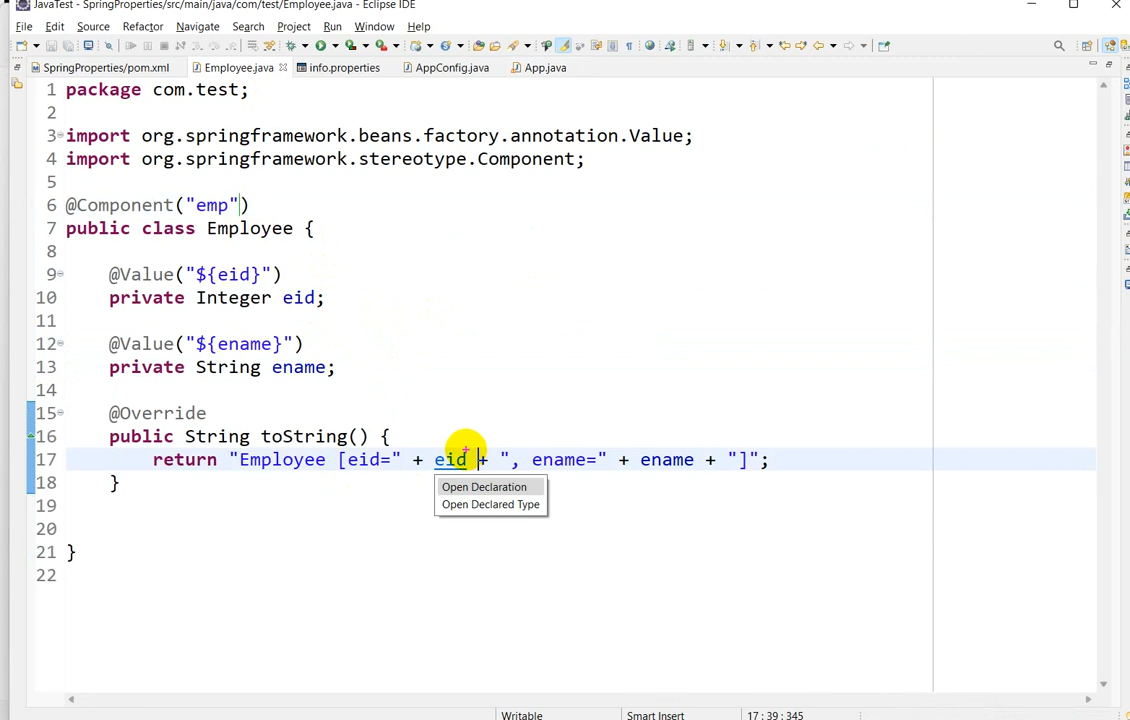 JavaTest - SpringProperties/src/main/java/com/test/Employee.java - Eclipse IDE
File Edit Source Refactor Navigate Search Project Run Window Help
SpringProperties/pom.xml Employee.java info.properties AppConfig.java App.java
1 package com.test;
2
3 import org.springframework.beans.factory.annotation.Value;
4 import org.springframework.stereotype.Component;
5
6 @Component("emp")
7 public class Employee {
8
9 @Value("${eid}")
10 private Integer eid;
11
12 @Value("${ename}")
13 private String ename;
14
15 @Override
16 public String toString() {
17 return "Employee [eid=" + eid + ", ename=" + ename + "]";
18 }
Open Declaration
Open Declared Type
19
20
21 }
22
Writable Smart Insert 17 : 39 : 345